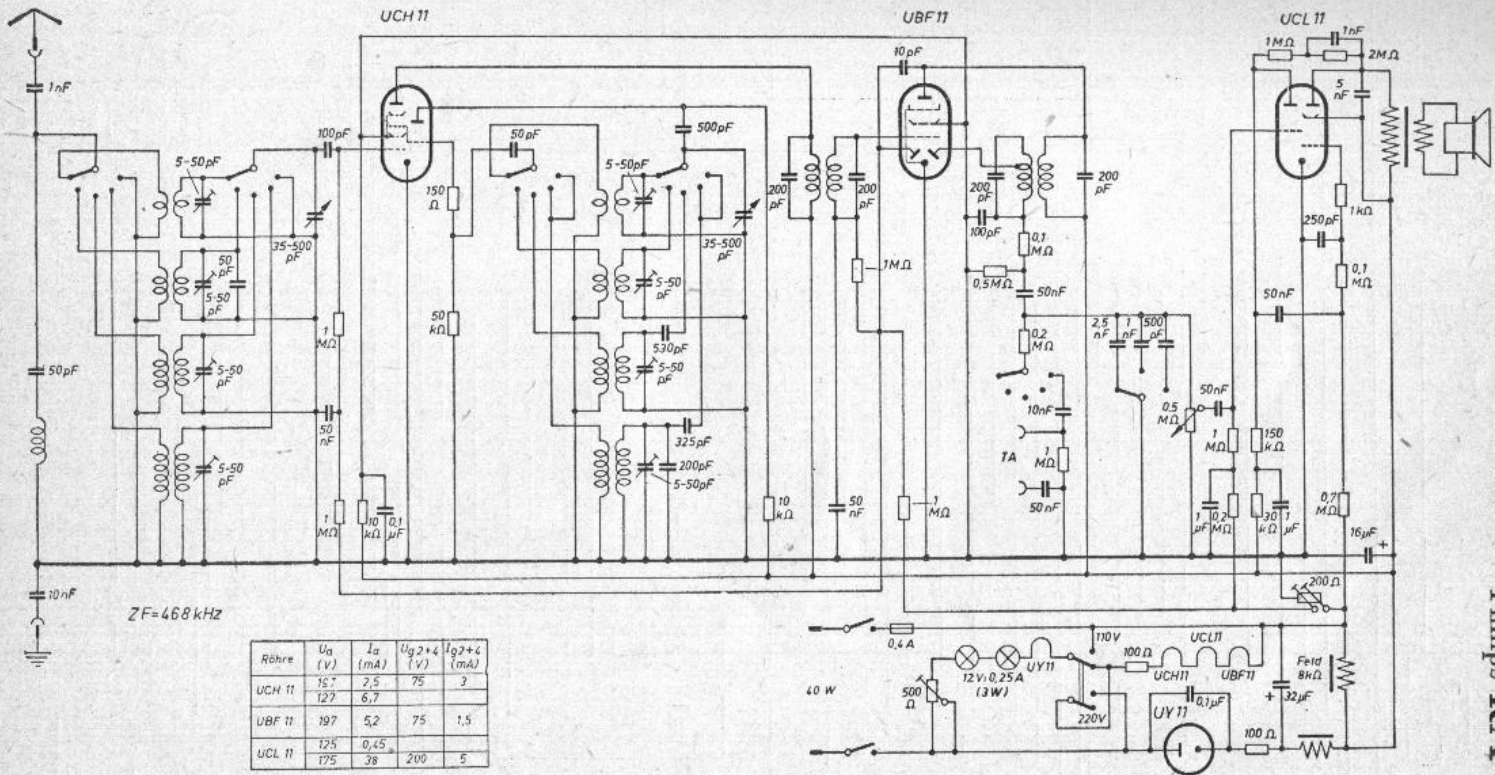 UCH 11
UBF 11
UCL 11
1nF
100pF
5-50pF
35-500
pF
50
pF
5-50
pF
1
MΩ
50pF
5-50
pF
50
nF
5-50
pF
1
MΩ
10
kΩ
0,1
µF
10nF
ZF=468 kHz
150
Ω
50
kΩ
50pF
5-50pF
500pF
35-500
pF
5-50
pF
530pF
5-50
pF
325pF
200pF
5-50pF
10
kΩ
200
pF
200
pF
10pF
1MΩ
50
nF
1
MΩ
200
pF
200
pF
100pF
0,1
MΩ
0,5MΩ
50nF
0,2
MΩ
10nF
TA
1
MΩ
50nF
2,5
nF
1
nF
500
pF
0,5
MΩ
50nF
1
MΩ
150
kΩ
1
µF
0,2
MΩ
30
kΩ
1
µF
1MΩ
1nF
2MΩ
5
nF
1kΩ
250pF
0,1
MΩ
50nF
0,7
MΩ
16µF
+
200Ω
Röhre Ua (V) Ia (mA) Ug2+4 (V) Ig2+4 (mA)
UCH 11 2,5 75 3
127 6,7
UBF 11 197 5,2 75 1,5
UCL 11 125 0,45
175 38 200 5
40 W
0,4 A
500
Ω
12V;0,25A
(3W)
UY11
110V
220V
100Ω
UCH11
UCL11
UBF11
0,1µF
UY 11
100Ω
+
32µF
Feld
8kΩ